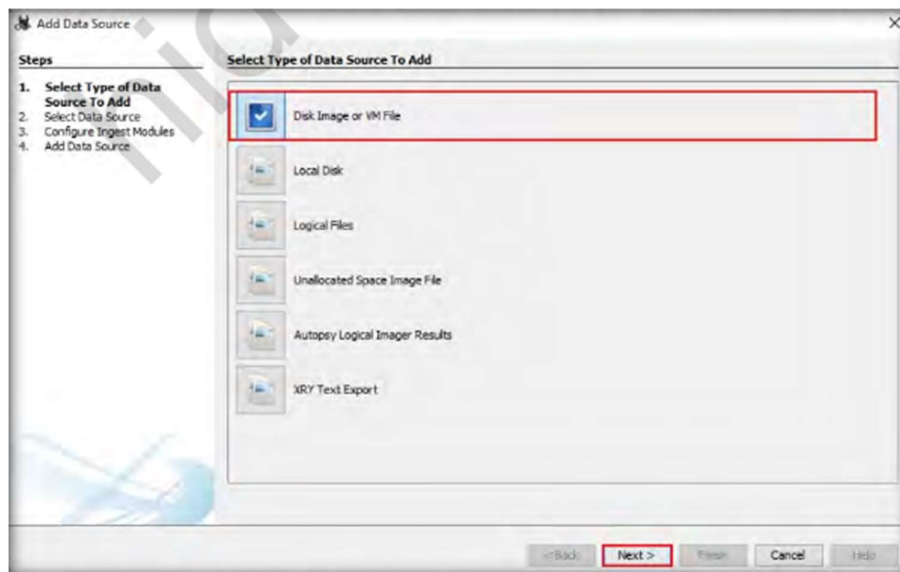 Add Data Source
Steps
1. Select Type of Data
Source To Add
2. Select Data Source
3. Configure Ingest Modules
4. Add Data Source
Select Type of Data Source To Add
Disk Image or VM File
Local Disk
Logical Files
Unallocated Space Image File
Autopsy Logical Imager Results
XRY Text Export
<Back
Next >
Finish
Cancel
Help